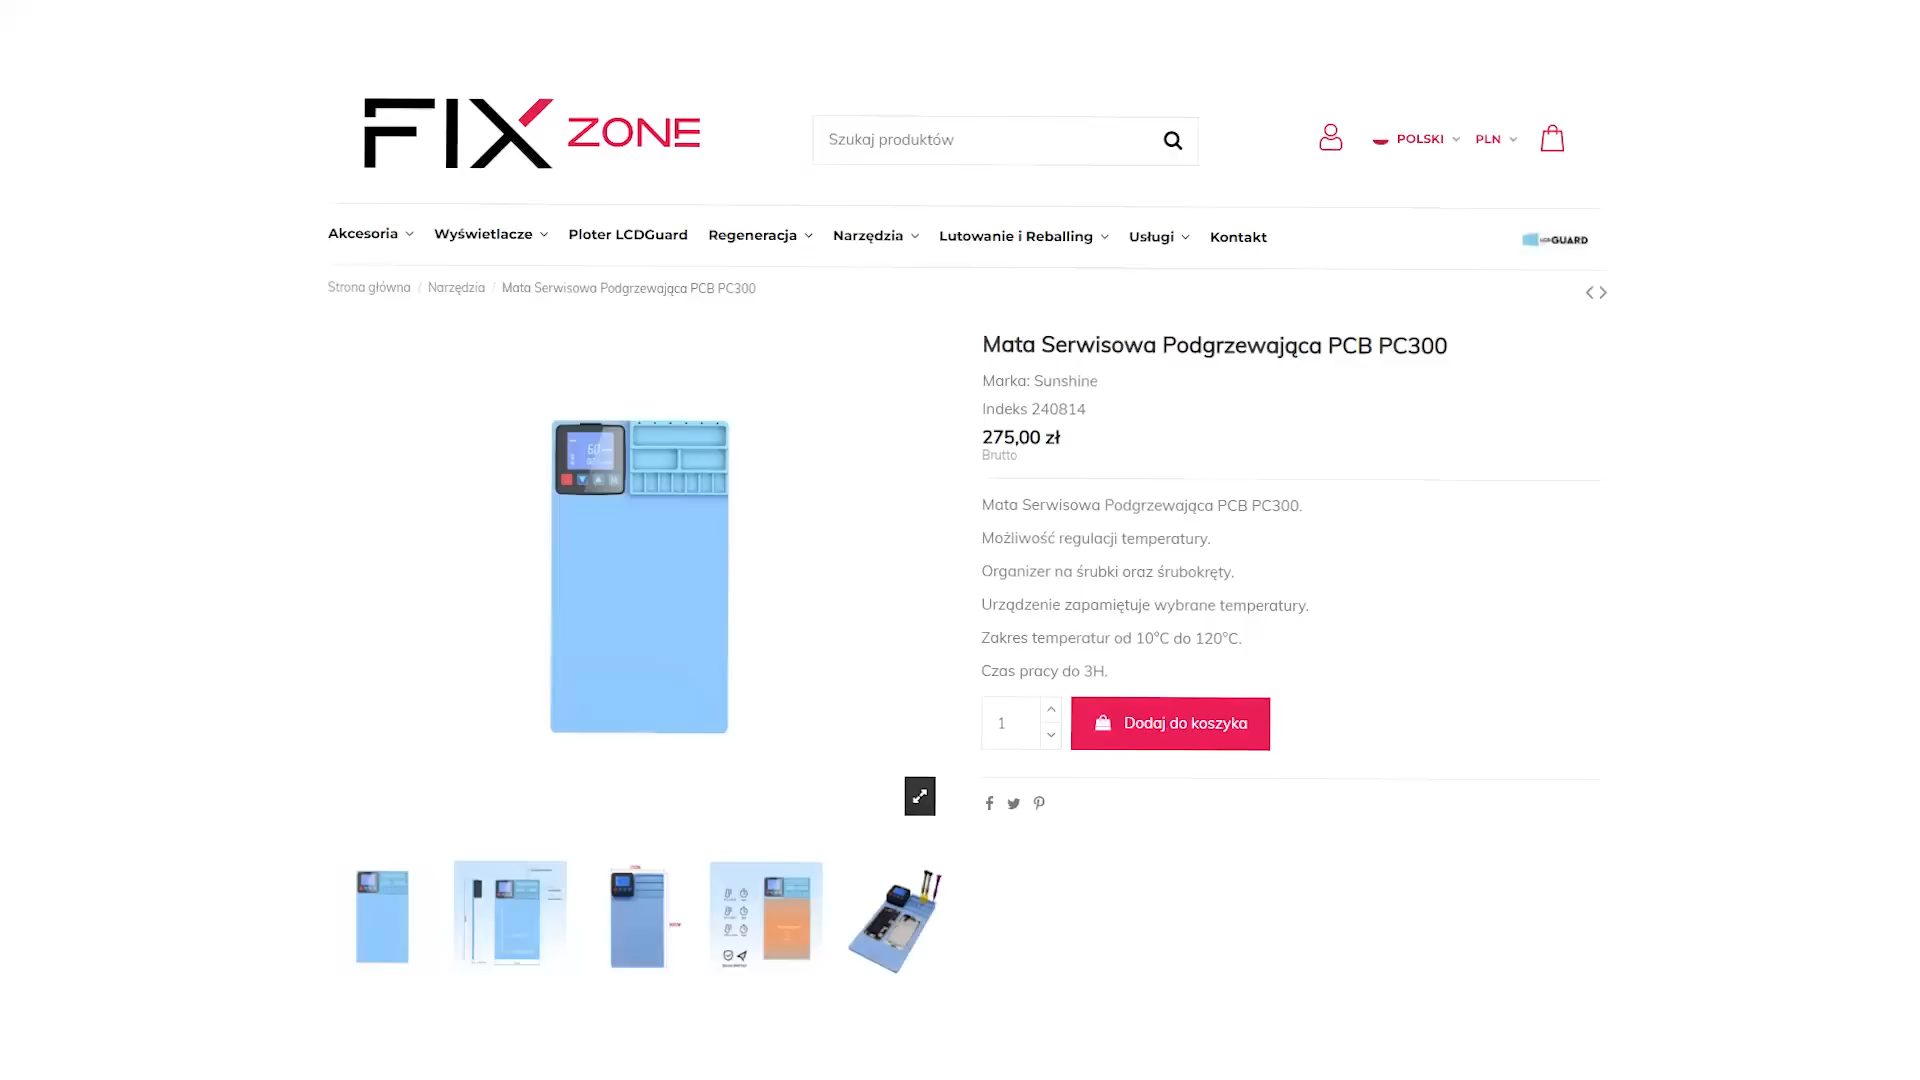 FIX ZONE
Szukaj produktów
POLSKI
PLN
Akcesoria
Wyświetlacze
Ploter LCDGuard
Regeneracja
Narzędzia
Lutowanie i Reballing
Usługi
Kontakt
GUARD
Strona główna / Narzędzia / Mata Serwisowa Podgrzewająca PCB PC300
Mata Serwisowa Podgrzewająca PCB PC300
Marka: Sunshine
Indeks 240814
275,00 zł
Brutto
Mata Serwisowa Podgrzewająca PCB PC300.
Możliwość regulacji temperatury.
Organizer na śrubki oraz śrubokręty.
Urządzenie zapamiętuje wybrane temperatury.
Zakres temperatur od 10°C do 120°C.
Czas pracy do 3H.
1
Dodaj do koszyka